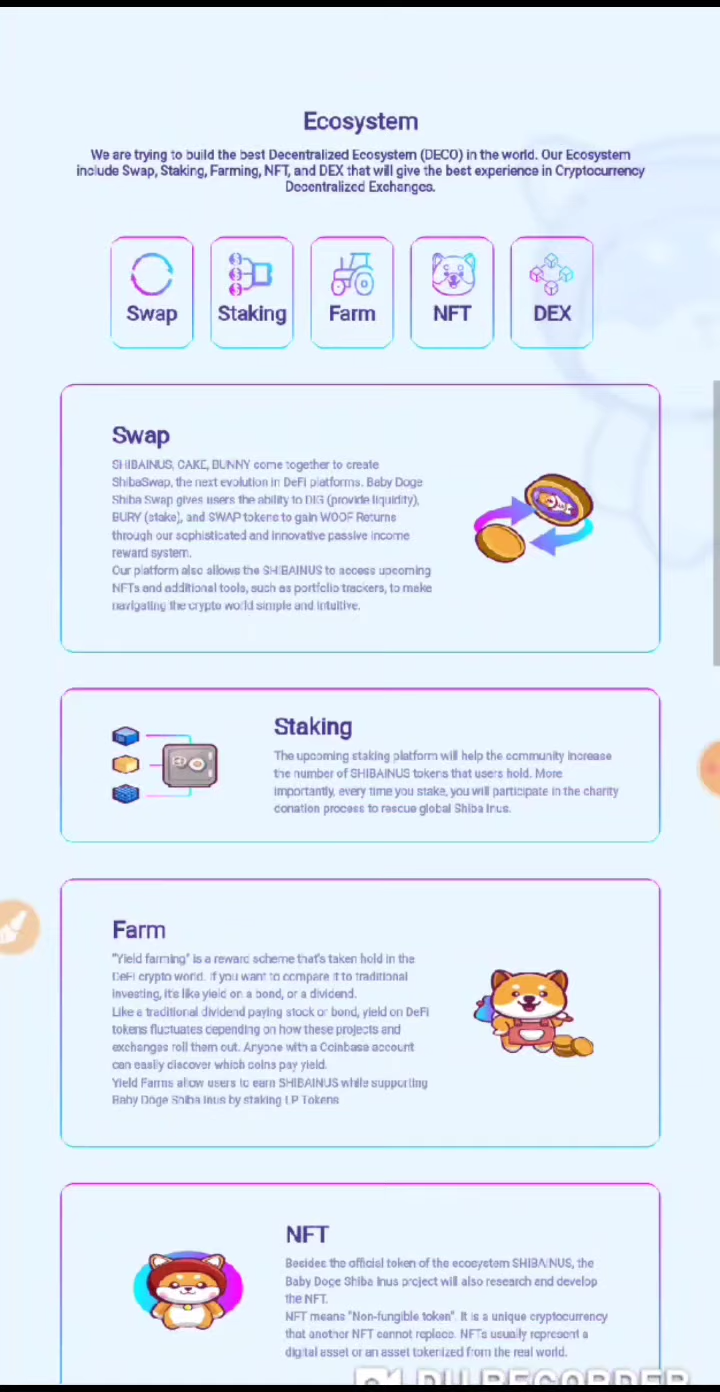 Ecosystem
We are trying to build the best Decentralized Ecosystem (DECO) in the world. Our Ecosystem
include Swap, Staking, Farming, NFT, and DEX that will give the best experience in Cryptocurrency
Decentralized Exchanges.
Swap Staking Farm NFT DEX
Swap
SHIBAINUS, CAKE, BUNNY come together to create
ShibaSwap, the next evolution in DeFi platforms. Baby Doge
Shiba Swap gives users the ability to DIG (provide liquidity),
BURY (stake), and SWAP tokens to gain WOOF Returns
through our sophisticated and innovative passive income
reward system.
Our platform also allows the SHIBAINUS to access upcoming
NFTs and additional tools, such as portfolio trackers, to make
navigating the crypto world simple and intuitive.
Staking
The upcoming staking platform will help the community increase
the number of SHIBAINUS tokens that users hold. More
importantly, every time you stake, you will participate in the charity
donation process to rescue global Shiba Inus.
Farm
"Yield farming" is a reward scheme that's taken hold in the
DeFi crypto world. If you want to compare it to traditional
investing, it's like yield on a bond, or a dividend.
Like a traditional dividend paying stock or bond, yield on DeFi
tokens fluctuates depending on how these projects and
exchanges roll them out. Anyone with a Coinbase account
can easily discover which coins pay yield.
Yield Farms allow users to earn SHIBAINUS while supporting
Baby Doge Shiba Inus by staking LP Tokens
NFT
Besides the official token of the ecosystem SHIBAINUS, the
Baby Doge Shiba Inus project will also research and develop
the NFT.
NFT means "Non-fungible token". It is a unique cryptocurrency
that another NFT cannot replace. NFTs usually represent a
digital asset or an asset tokenized from the real world.
DU RECORDER